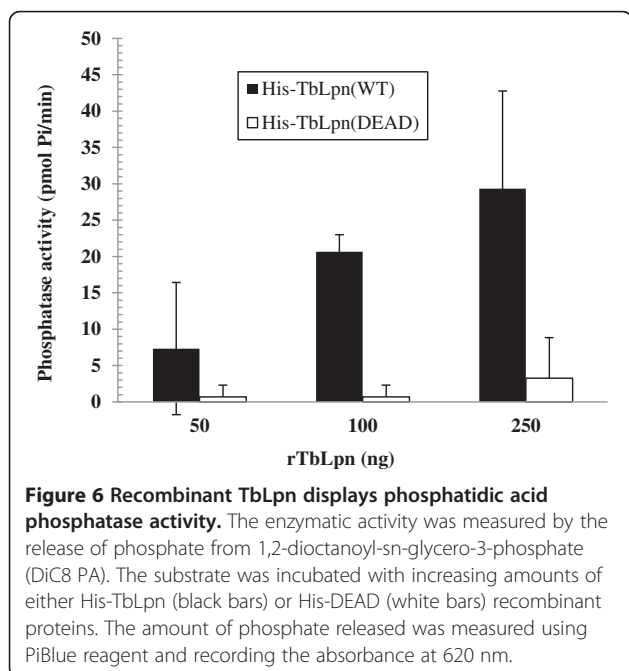 50
45
40
35
30
25
20
15
10
5
0
Phosphatase activity (pmol Pi/min)
His-TbLpn(WT)
His-TbLpn(DEAD)
50 100 250
rTbLpn (ng)
Figure 6 Recombinant TbLpn displays phosphatidic acid
phosphatase activity. The enzymatic activity was measured by the
release of phosphate from 1,2-dioctanoyl-sn-glycero-3-phosphate
(DiC8 PA). The substrate was incubated with increasing amounts of
either His-TbLpn (black bars) or His-DEAD (white bars) recombinant
proteins. The amount of phosphate released was measured using
PiBlue reagent and recording the absorbance at 620 nm.